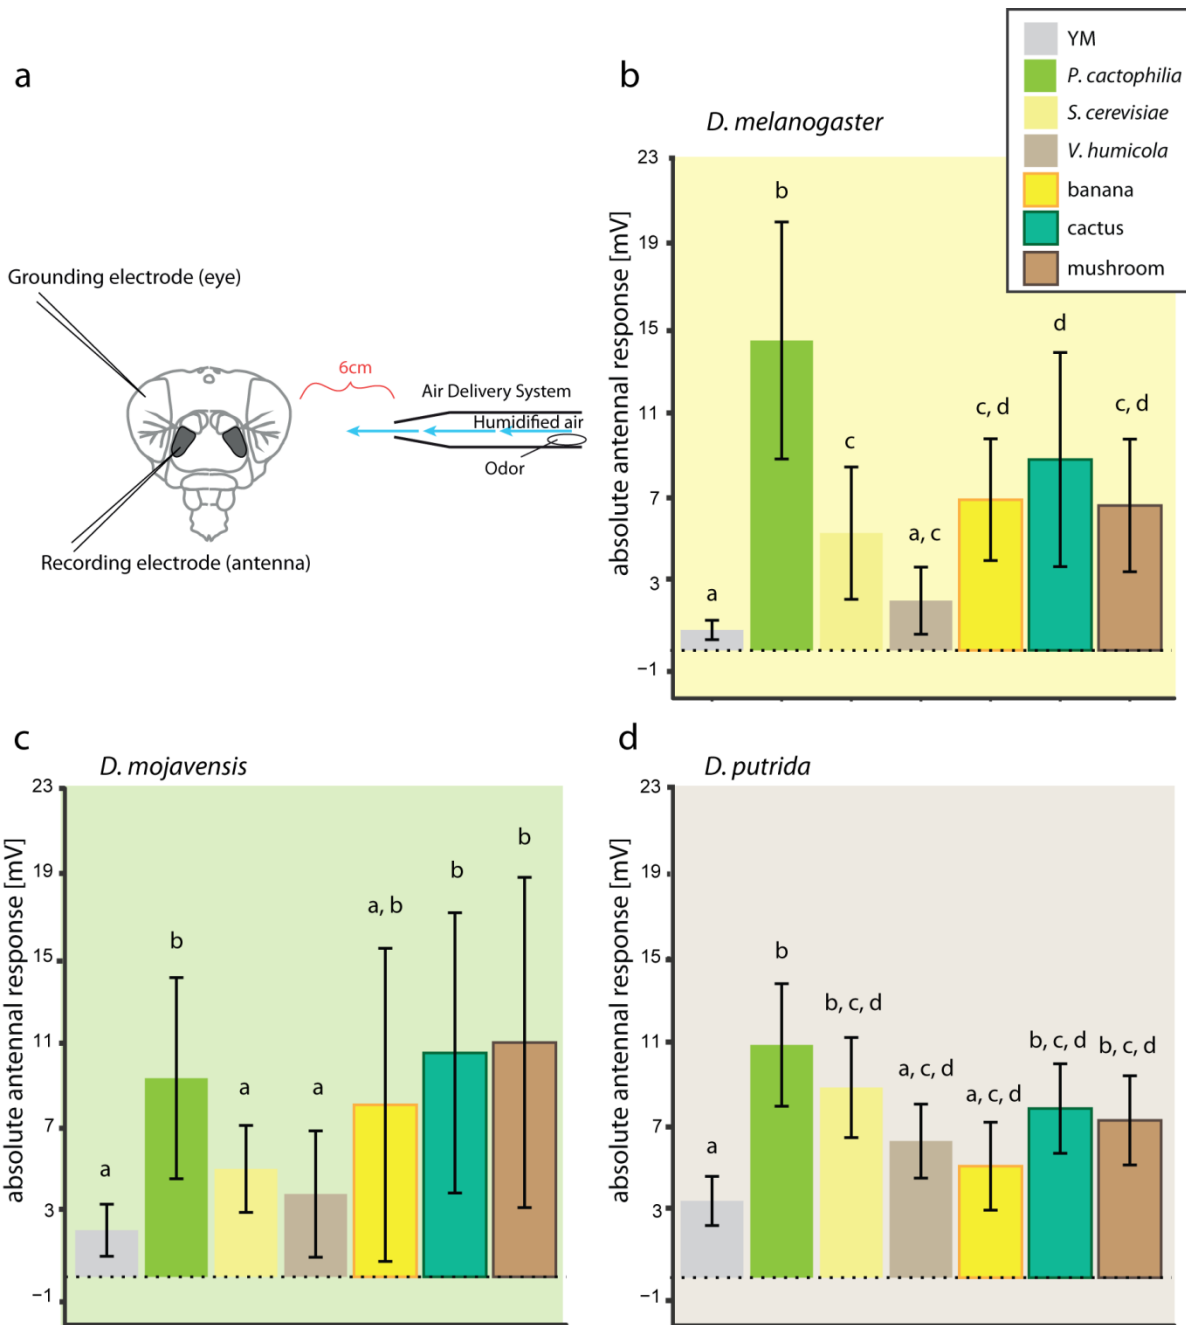 a
Grounding electrode (eye)
6cm
Air Delivery System
Humidified air
Odor
Recording electrode (antenna)
b
D. melanogaster
YM
P. cactophilia
S. cerevisiae
V. humicola
banana
cactus
mushroom
absolute antennal response [mV]
23
19
15
11
7
3
−1
a
b
c
a, c
c, d
d
c, d
c
D. mojavensis
absolute antennal response [mV]
23
19
15
11
7
3
−1
a
b
a
a
a, b
b
b
d
D. putrida
absolute antennal response [mV]
23
19
15
11
7
3
−1
a
b
b, c, d
a, c, d
a, c, d
b, c, d
b, c, d